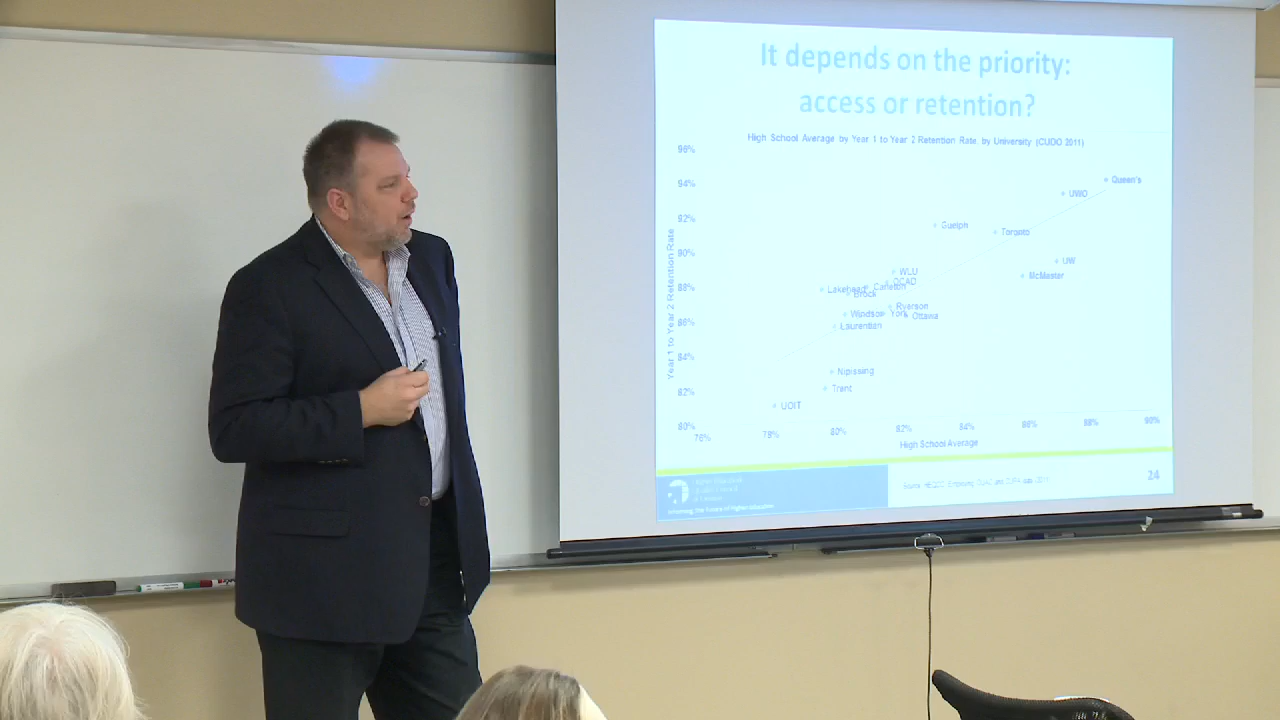 It depends on the priority:
access or retention?
High School Average by Year 1 to Year 2 Retention Rate, by University (CUDO 2011)
96%
94%
92%
90%
88%
86%
84%
82%
80%
Year 1 to Year 2 Retention Rate
Queen's
UWO
Guelph
Toronto
UW
McMaster
WLU
OCAD
Lakehead
Carleton
Brock
Ryerson
Windsor
York
Ottawa
Laurentian
Nipissing
Trent
UOIT
76%
78%
80%
82%
84%
86%
88%
90%
High School Average
24